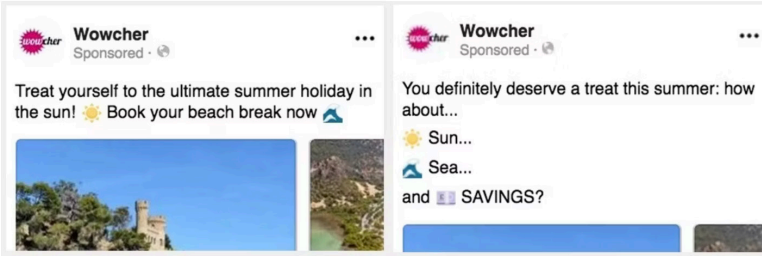 wowcher
Wowcher
Sponsored ·
Treat yourself to the ultimate summer holiday in
the sun! ☀️ Book your beach break now 🌊
wowcher
Wowcher
Sponsored ·
You definitely deserve a treat this summer: how
about...
☀️ Sun...
🌊 Sea...
and 💷 SAVINGS?